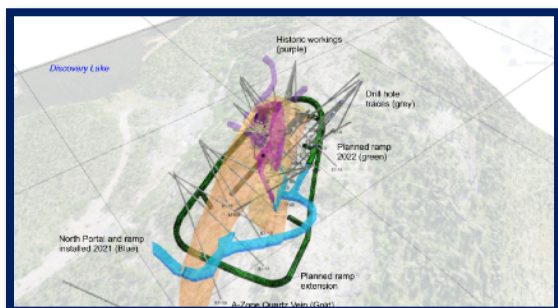 Historic workings
(purple)
Discovery Lake
Drill hole
traces (grey)
Planned ramp
2022 (green)
North Portal and ramp
installed 2021 (Blue)
Planned ramp
extension
A-Zone Quartz Vein (Gold)